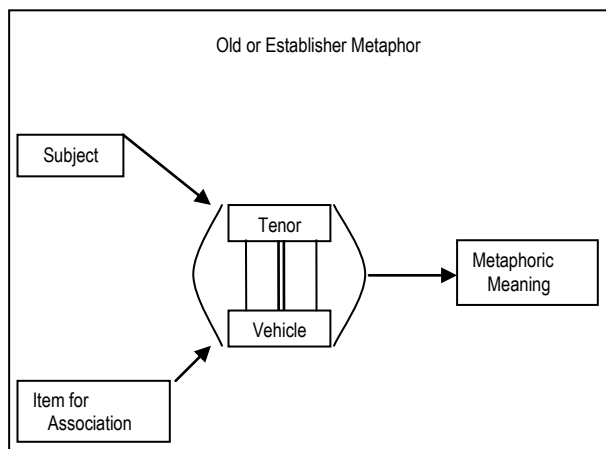 Old or Establisher Metaphor
Subject
Tenor
Metaphoric
Meaning
Vehicle
Item for
Association